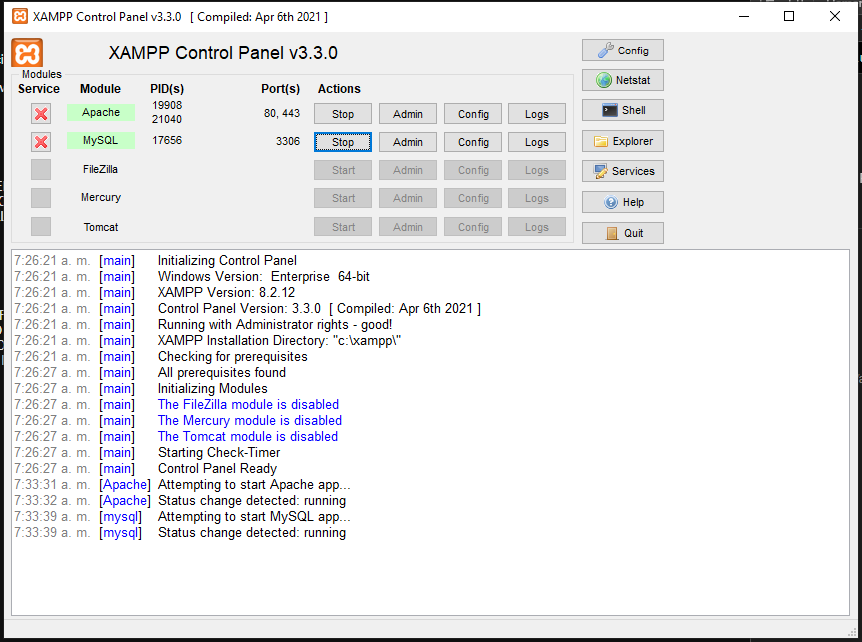 XAMPP Control Panel v3.3.0 [ Compiled: Apr 6th 2021 ]
XAMPP Control Panel v3.3.0
Config
Modules
Service Module PID(s) Port(s) Actions
Netstat
Apache 19908 21040 80, 443 Stop Admin Config Logs
Shell
MySQL 17656 3306 Stop Admin Config Logs
Explorer
FileZilla Start Admin Config Logs
Services
Mercury Start Admin Config Logs
Help
Tomcat Start Admin Config Logs
Quit
7:26:21 a. m. [main] Initializing Control Panel
7:26:21 a. m. [main] Windows Version: Enterprise 64-bit
7:26:21 a. m. [main] XAMPP Version: 8.2.12
7:26:21 a. m. [main] Control Panel Version: 3.3.0 [ Compiled: Apr 6th 2021 ]
7:26:21 a. m. [main] Running with Administrator rights - good!
7:26:21 a. m. [main] XAMPP Installation Directory: "c:\xampp\"
7:26:21 a. m. [main] Checking for prerequisites
7:26:27 a. m. [main] All prerequisites found
7:26:27 a. m. [main] Initializing Modules
7:26:27 a. m. [main] The FileZilla module is disabled
7:26:27 a. m. [main] The Mercury module is disabled
7:26:27 a. m. [main] The Tomcat module is disabled
7:26:27 a. m. [main] Starting Check-Timer
7:26:27 a. m. [main] Control Panel Ready
7:33:31 a. m. [Apache] Attempting to start Apache app...
7:33:32 a. m. [Apache] Status change detected: running
7:33:39 a. m. [mysql] Attempting to start MySQL app...
7:33:39 a. m. [mysql] Status change detected: running